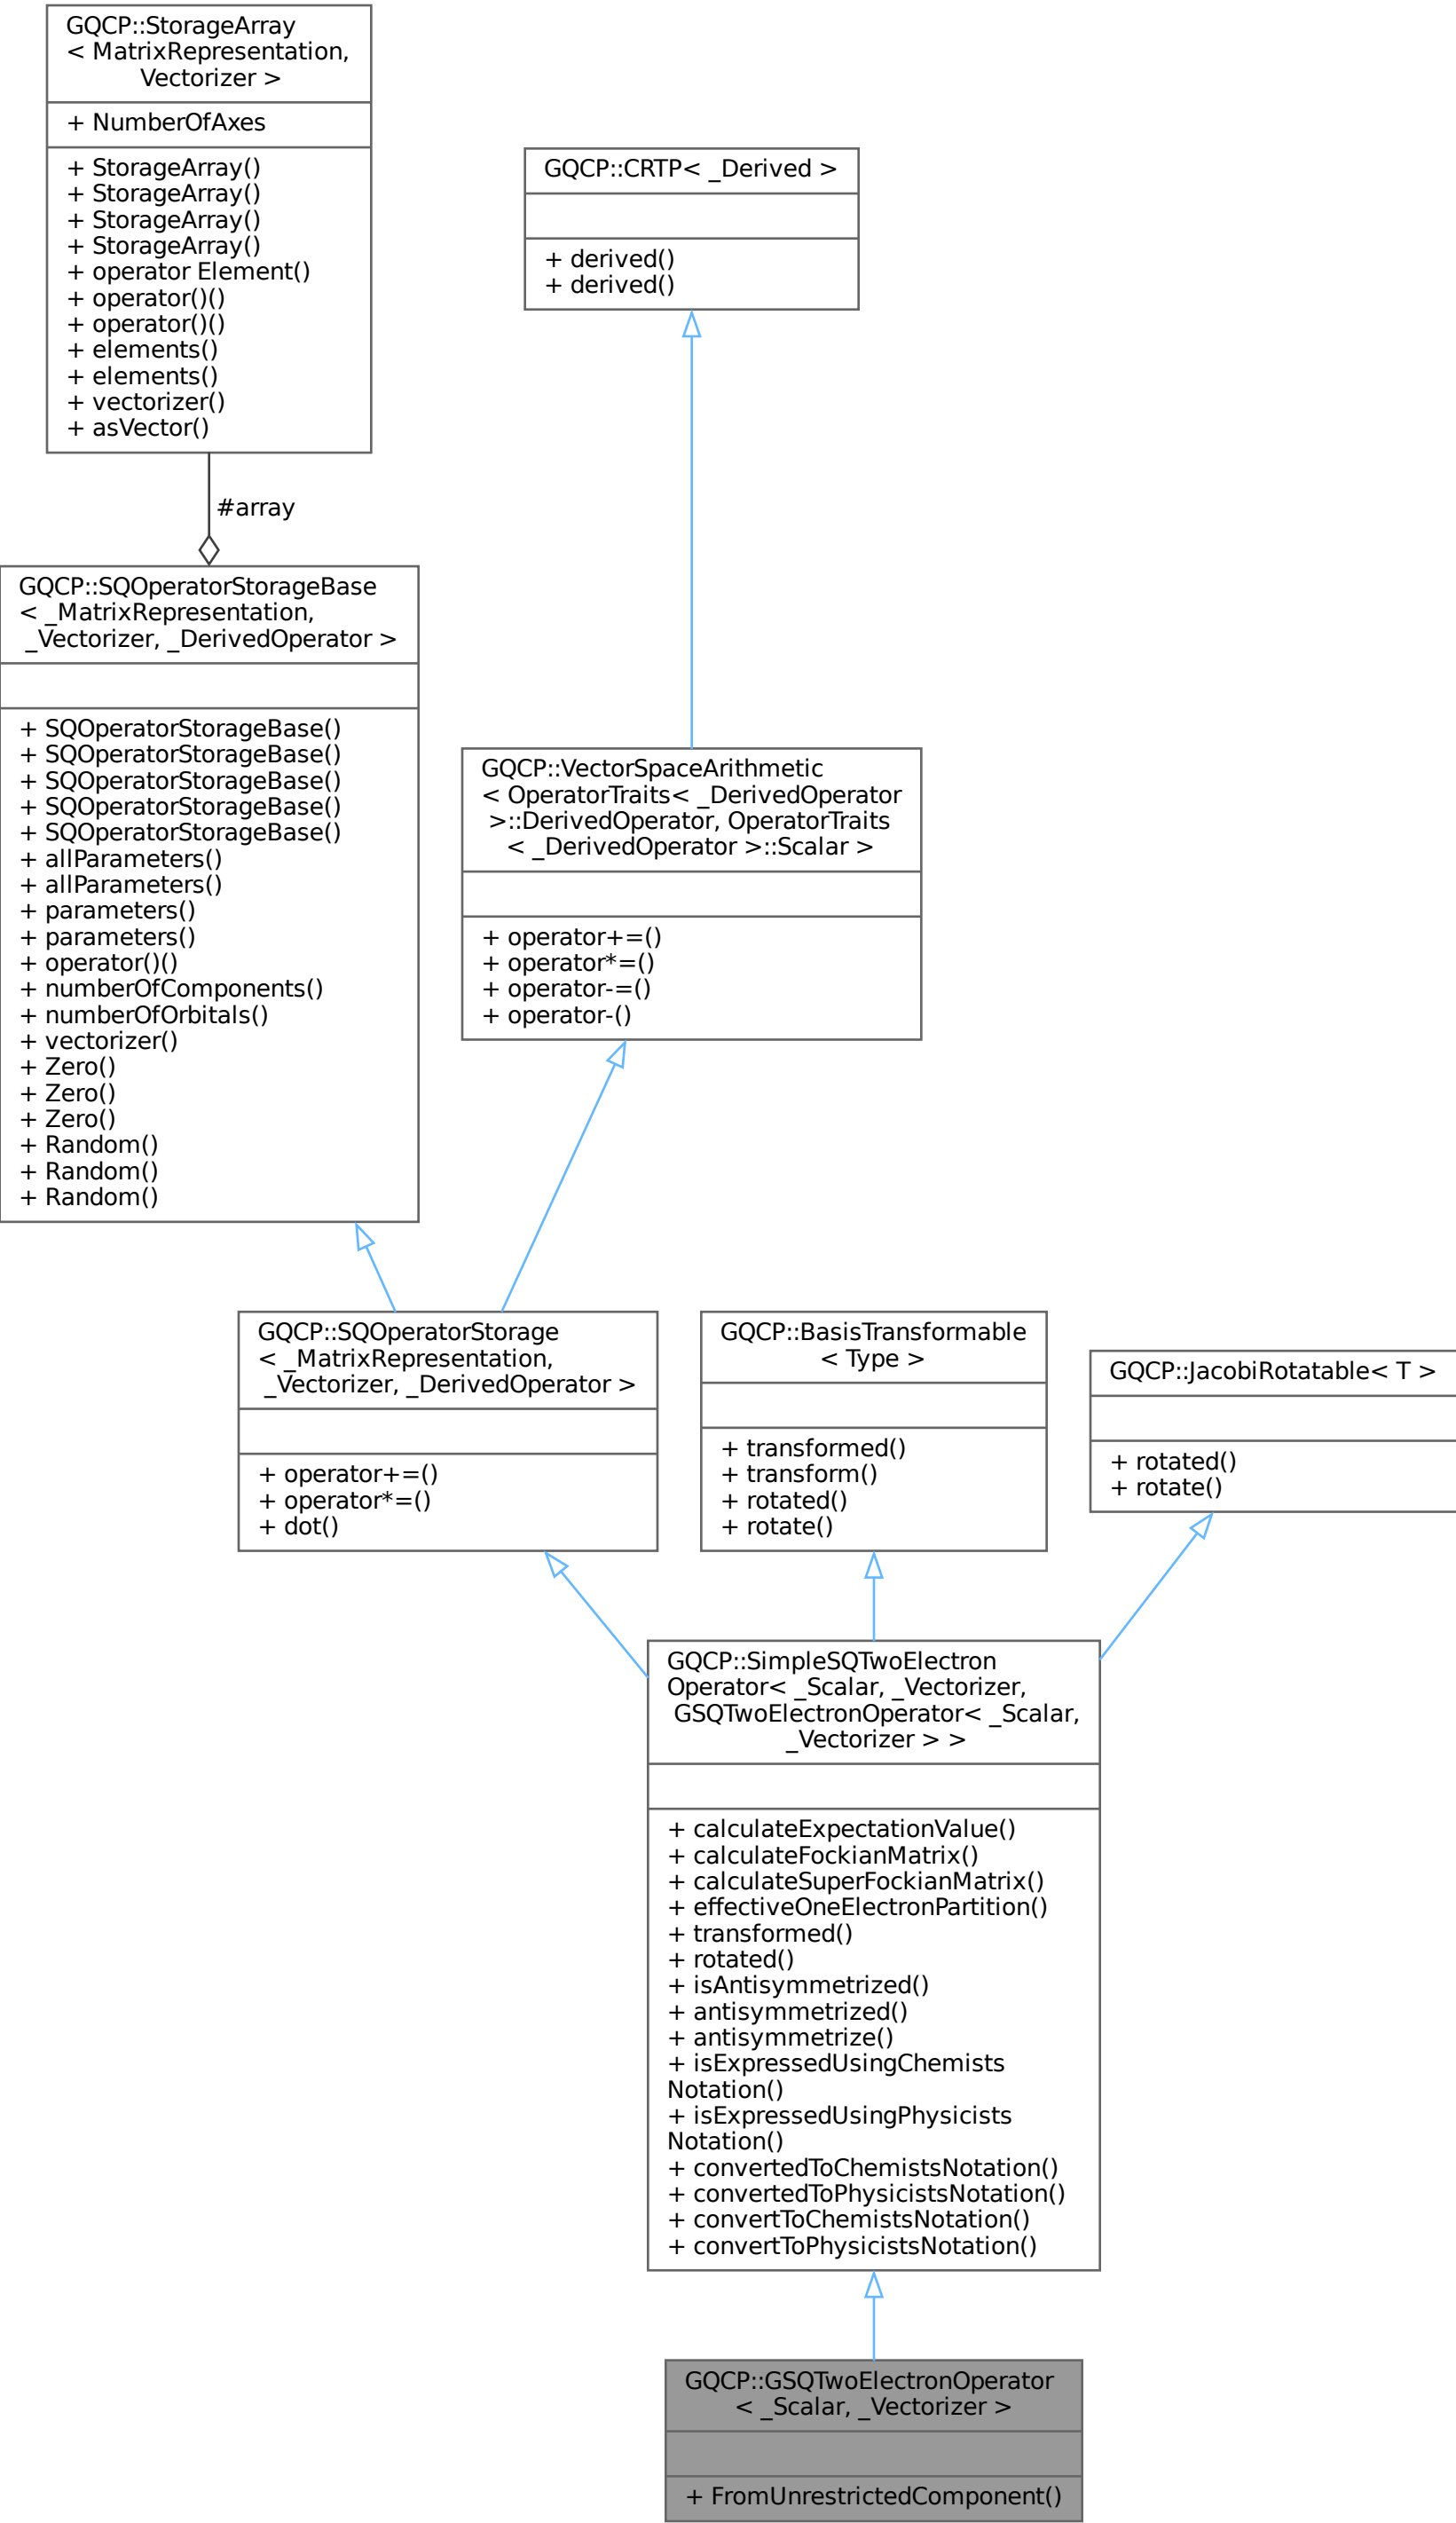 GQCP::StorageArray
< MatrixRepresentation,
Vectorizer >
+ NumberOfAxes
+ StorageArray()
+ StorageArray()
+ StorageArray()
+ StorageArray()
+ operator Element()
+ operator()()
+ operator()()
+ elements()
+ elements()
+ vectorizer()
+ asVector()
GQCP::CRTP< _Derived >
+ derived()
+ derived()
#array
GQCP::SQOperatorStorageBase
< _MatrixRepresentation,
_Vectorizer, _DerivedOperator >
+ SQOperatorStorageBase()
+ SQOperatorStorageBase()
+ SQOperatorStorageBase()
+ SQOperatorStorageBase()
+ SQOperatorStorageBase()
+ allParameters()
+ allParameters()
+ parameters()
+ parameters()
+ operator()()
+ numberOfComponents()
+ numberOfOrbitals()
+ vectorizer()
+ Zero()
+ Zero()
+ Zero()
+ Random()
+ Random()
+ Random()
GQCP::VectorSpaceArithmetic
< OperatorTraits< _DerivedOperator
>::DerivedOperator, OperatorTraits
< _DerivedOperator >::Scalar >
+ operator+=()
+ operator*=()
+ operator-=()
+ operator-()
GQCP::SQOperatorStorage
< _MatrixRepresentation,
_Vectorizer, _DerivedOperator >
+ operator+=()
+ operator*=()
+ dot()
GQCP::BasisTransformable
< Type >
+ transformed()
+ transform()
+ rotated()
+ rotate()
GQCP::JacobiRotatable< T >
+ rotated()
+ rotate()
GQCP::SimpleSQTwoElectron
Operator< _Scalar, _Vectorizer,
GSQTwoElectronOperator< _Scalar,
_Vectorizer > >
+ calculateExpectationValue()
+ calculateFockianMatrix()
+ calculateSuperFockianMatrix()
+ effectiveOneElectronPartition()
+ transformed()
+ rotated()
+ isAntisymmetrized()
+ antisymmetrized()
+ antisymmetrize()
+ isExpressedUsingChemists
Notation()
+ isExpressedUsingPhysicists
Notation()
+ convertedToChemistsNotation()
+ convertedToPhysicistsNotation()
+ convertToChemistsNotation()
+ convertToPhysicistsNotation()
GQCP::GSQTwoElectronOperator
< _Scalar, _Vectorizer >
+ FromUnrestrictedComponent()